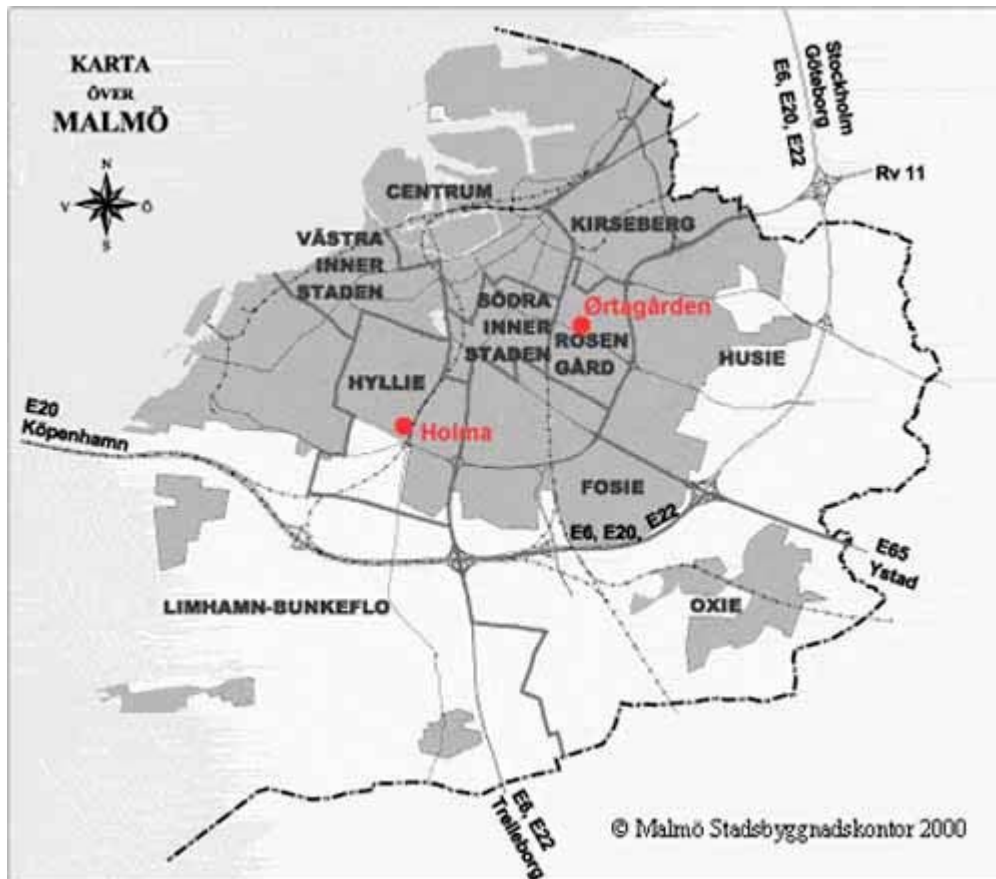 KARTA
ÖVER
MALMÖ
N
V Ö
S
Stockholm
Göteborg
E6, E20, E22
Rv 11
CENTRUM
KIRSEBERG
VÄSTRA
INNER
STADEN
SÖDRA
INNER
STADEN
Ørtagården
ROSEN
GÅRD
HUSIE
HYLLIE
Holma
E20
Köpenhamn
FOSIE
E6, E20, E22
E65
Ystad
LIMHAMN-BUNKEFLO
OXIE
E6, E22
Trelleborg
© Malmö Stadsbyggnadskontor 2000